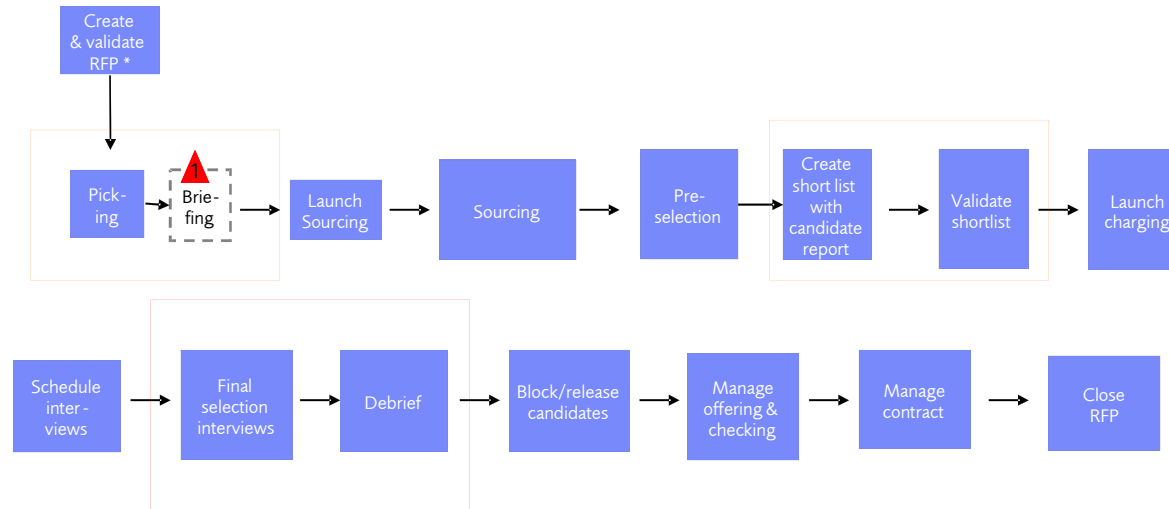 Create
& validate
RFP *
1
Pick-
ing
Brie-
fing
Launch
Sourcing
Sourcing
Pre-
selection
Create
short list
with
candidate
report
Validate
shortlist
Launch
charging
Schedule
inter -
views
Final
selection
interviews
Debrief
Block/release
candidates
Manage
offering &
checking
Manage
contract
Close
RFP